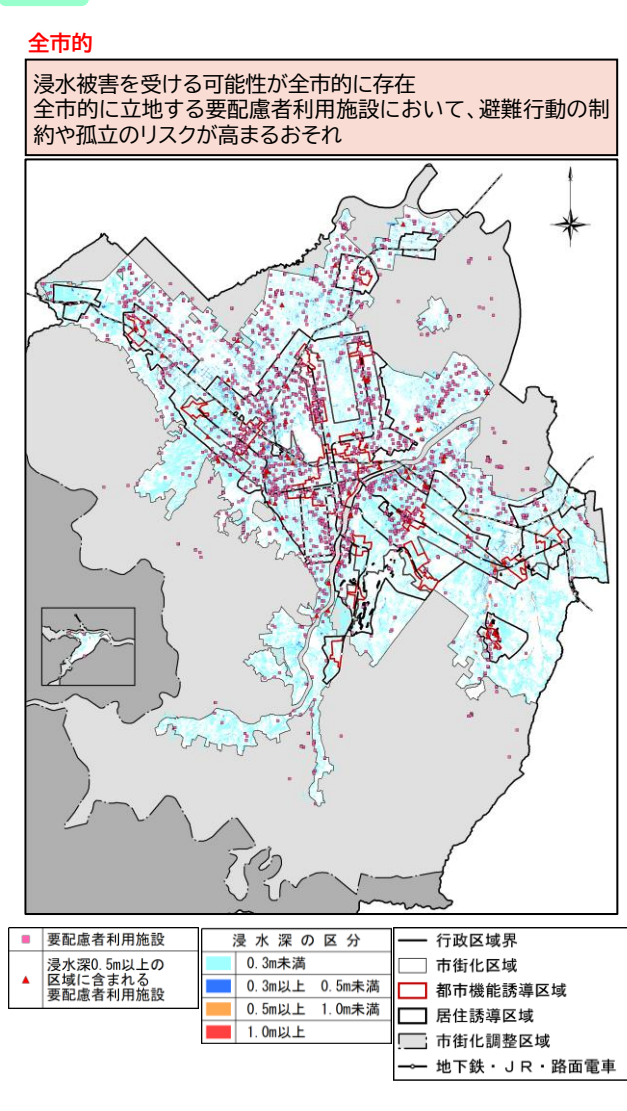 全市的
浸水被害を受ける可能性が全市的に存在
全市的に立地する要配慮者利用施設において、避難行動の制
約や孤立のリスクが高まるおそれ
要配慮者利用施設
浸水深0.5m以上の
区域に含まれる
要配慮者利用施設
浸水深の区分
0.3m未満
0.3m以上 0.5m未満
0.5m以上 1.0m未満
1.0m以上
行政区域界
市街化区域
都市機能誘導区域
居住誘導区域
市街化調整区域
地下鉄・JR・路面電車